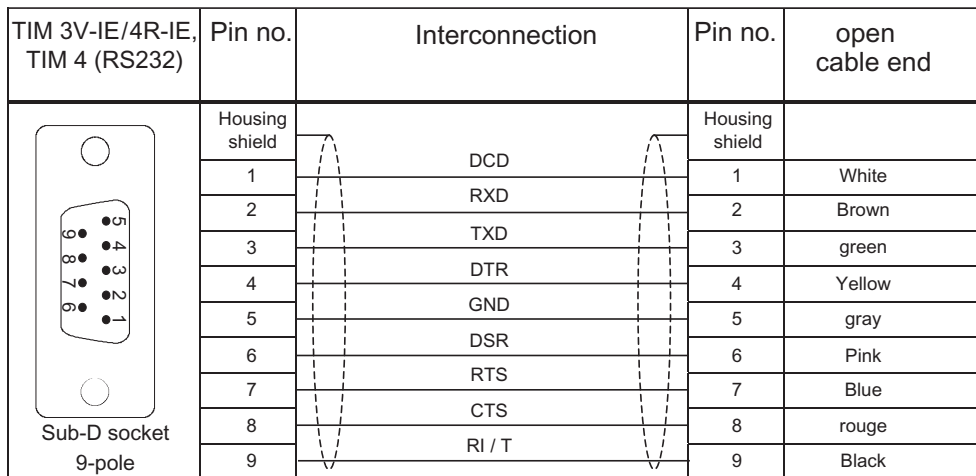 TIM 3V-IE/4R-IE,
TIM 4 (RS232)
Pin no.
Interconnection
Pin no.
open
cable end
Housing
shield
Housing
shield
DCD
1
1
White
RXD
2
2
Brown
TXD
3
3
green
DTR
4
4
Yellow
GND
5
5
gray
DSR
6
6
Pink
RTS
7
7
Blue
CTS
8
8
rouge
RI / T
9
9
Black
5
9
4
8
3
7
2
6
1
Sub-D socket
9-pole